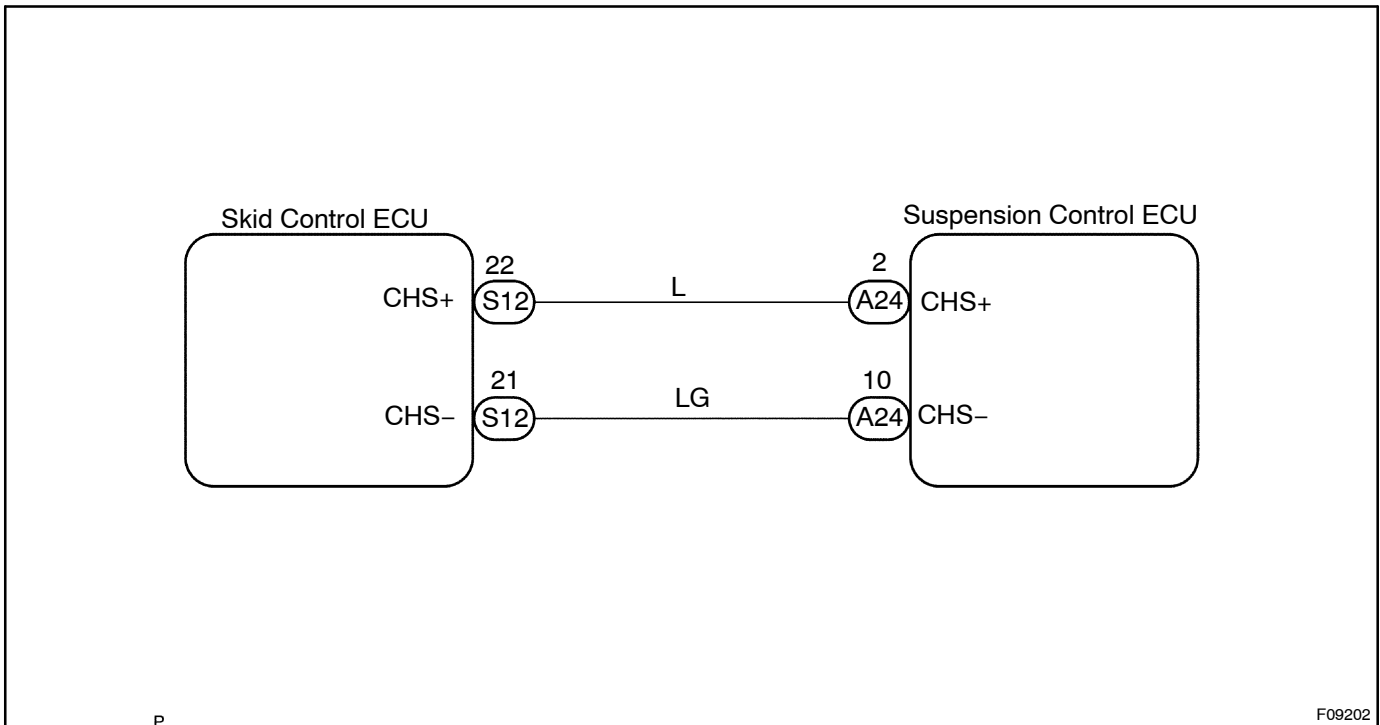 Skid Control ECU
Suspension Control ECU
22
2
CHS+
S12
L
A24
CHS+
21
10
CHS−
S12
LG
A24
CHS−
P
F09202